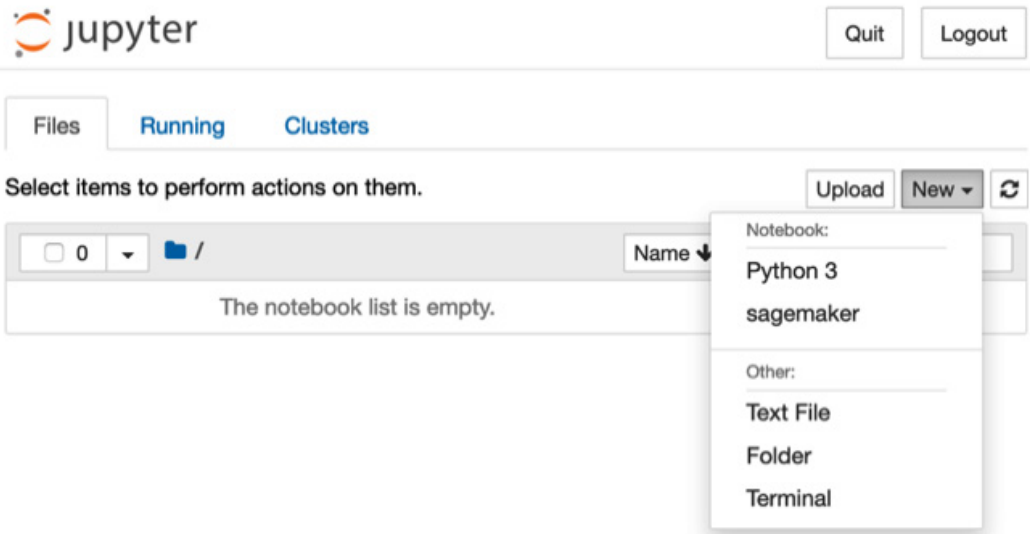 jupyter
Quit Logout
Files Running Clusters
Select items to perform actions on them.
Upload New
0 / Name
The notebook list is empty.
Notebook:
Python 3
sagemaker
Other:
Text File
Folder
Terminal